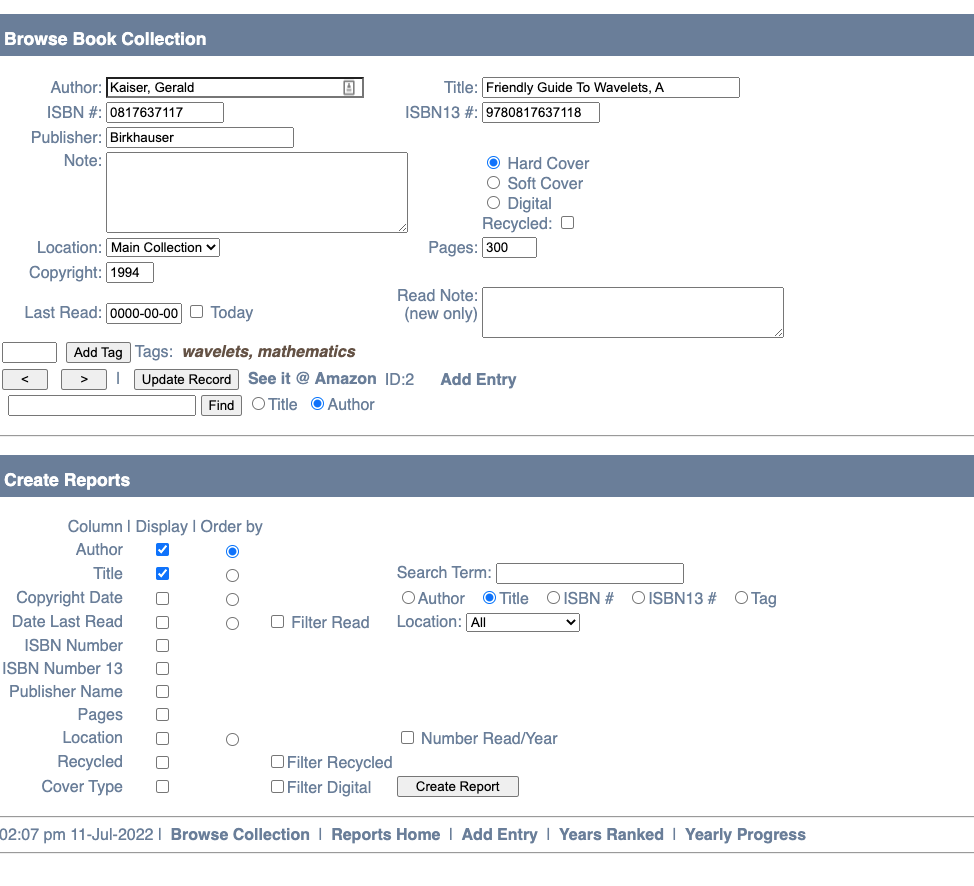 Browse Book Collection
Author: Kaiser, Gerald Title: Friendly Guide To Wavelets, A
ISBN #: 0817637117 ISBN13 #: 9780817637118
Publisher: Birkhauser
Note: Hard Cover
Soft Cover
Digital
Recycled:
Location: Main Collection Pages: 300
Copyright: 1994
Last Read: 0000-00-00 Today Read Note:
(new only)
Add Tag Tags: wavelets, mathematics
< > | Update Record See it @ Amazon ID:2 Add Entry
Find Title Author
Create Reports
Column | Display | Order by
Author
Title Search Term:
Copyright Date Author Title ISBN # ISBN13 # Tag
Date Last Read Filter Read Location: All
ISBN Number
ISBN Number 13
Publisher Name
Pages
Location Number Read/Year
Recycled Filter Recycled
Cover Type Filter Digital Create Report
02:07 pm 11-Jul-2022 | Browse Collection | Reports Home | Add Entry | Years Ranked | Yearly Progress